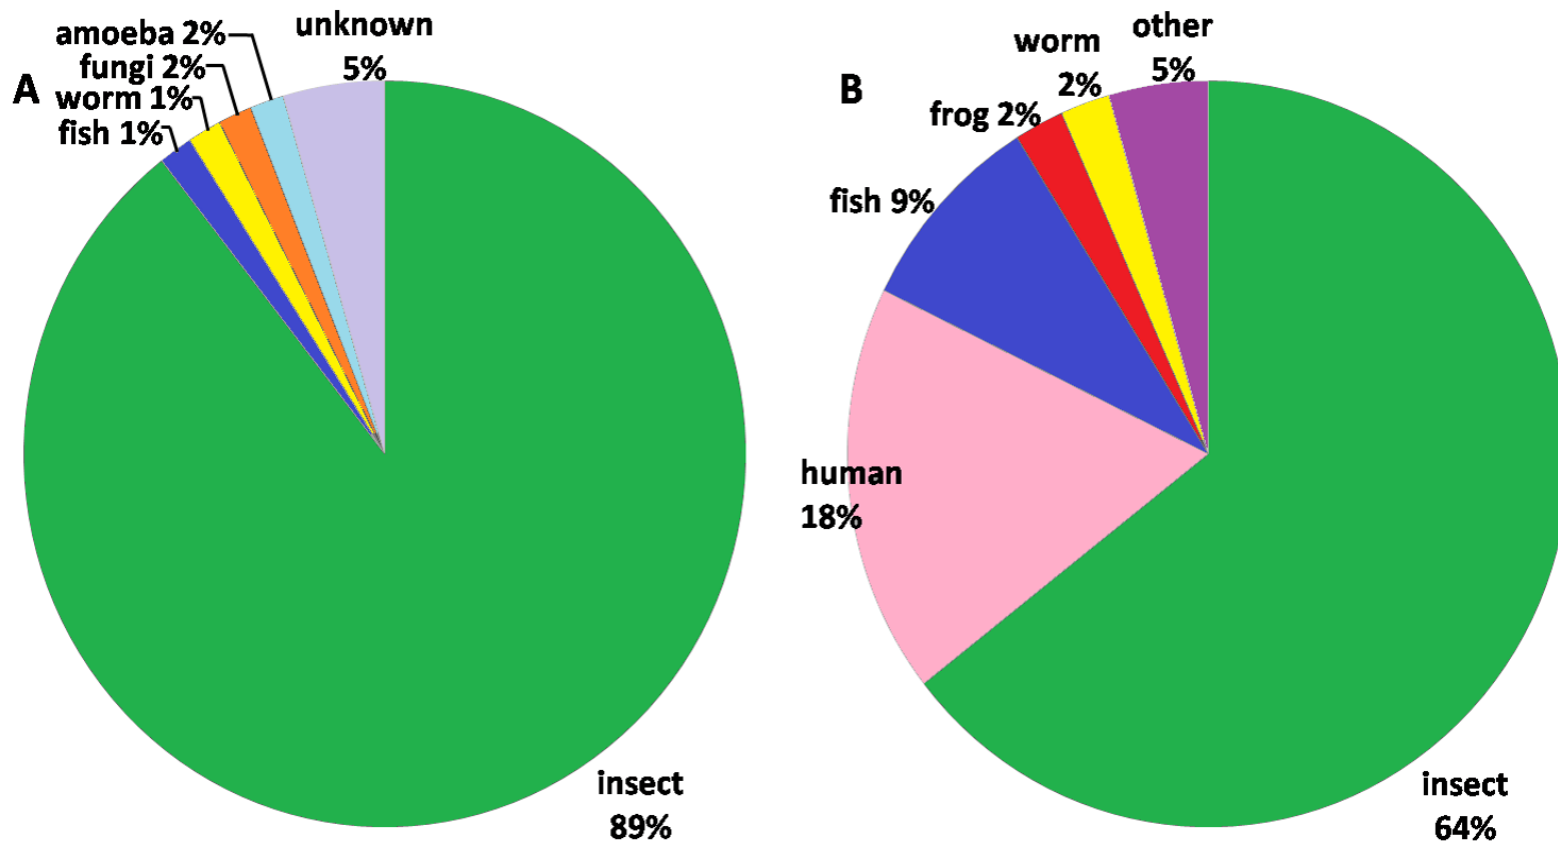 A
amoeba 2%
fungi 2%
worm 1%
fish 1%
unknown
5%
insect
89%
B
other
5%
worm
2%
frog 2%
fish 9%
human
18%
insect
64%